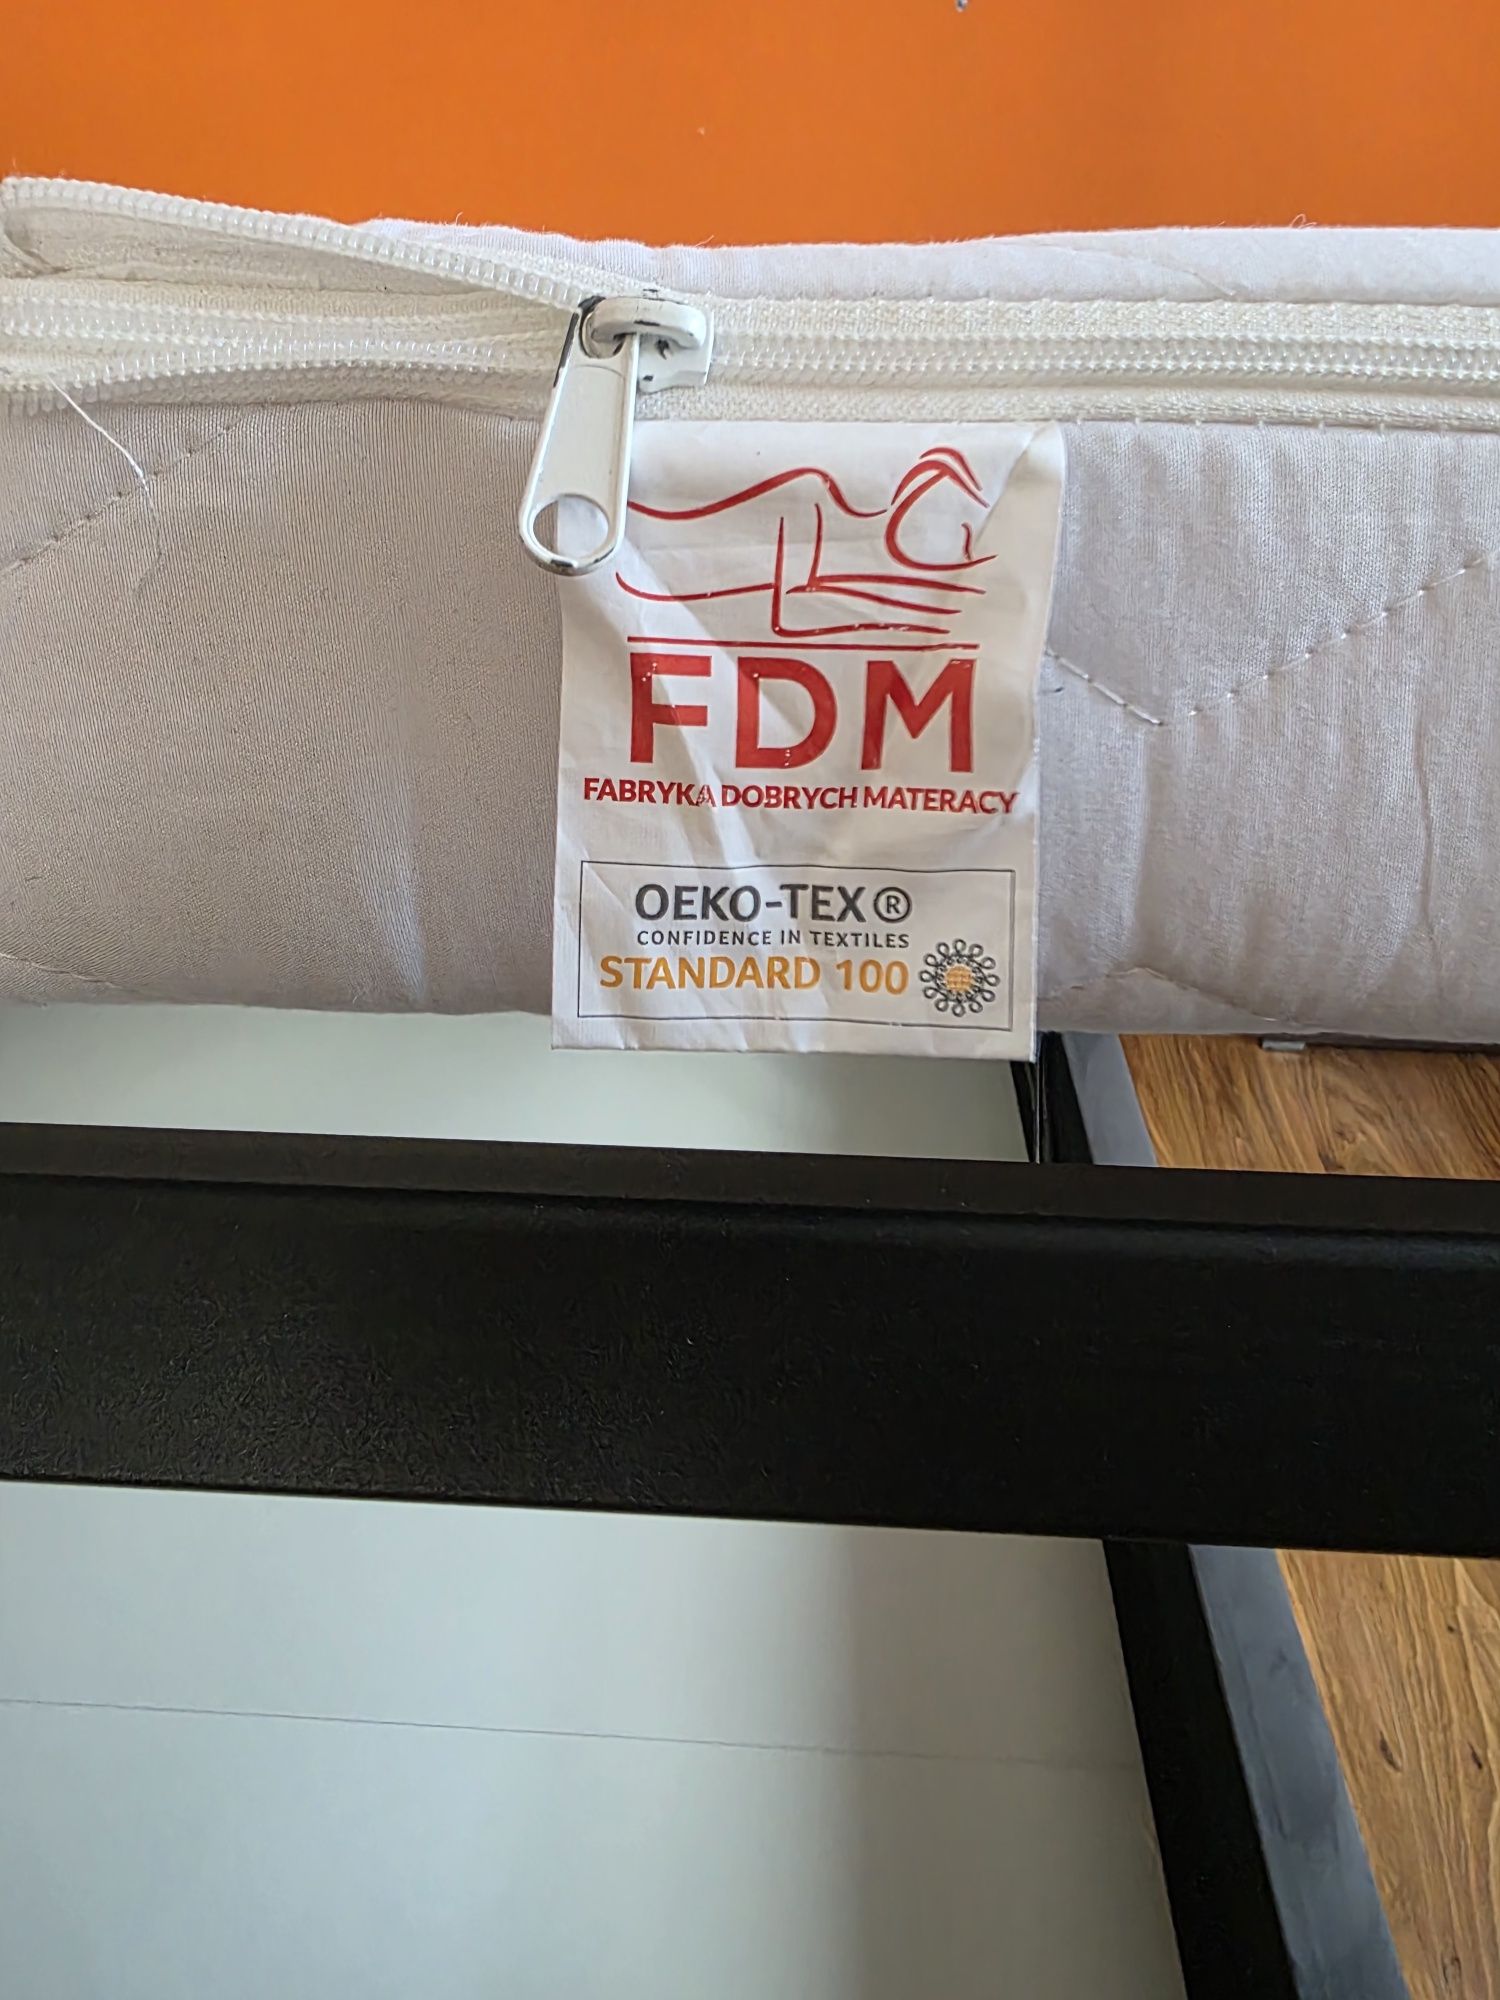 FDM
FABRYKA DOBRYCH MATERACY
OEKO-TEX®
CONFIDENCE IN TEXTILES
STANDARD 100